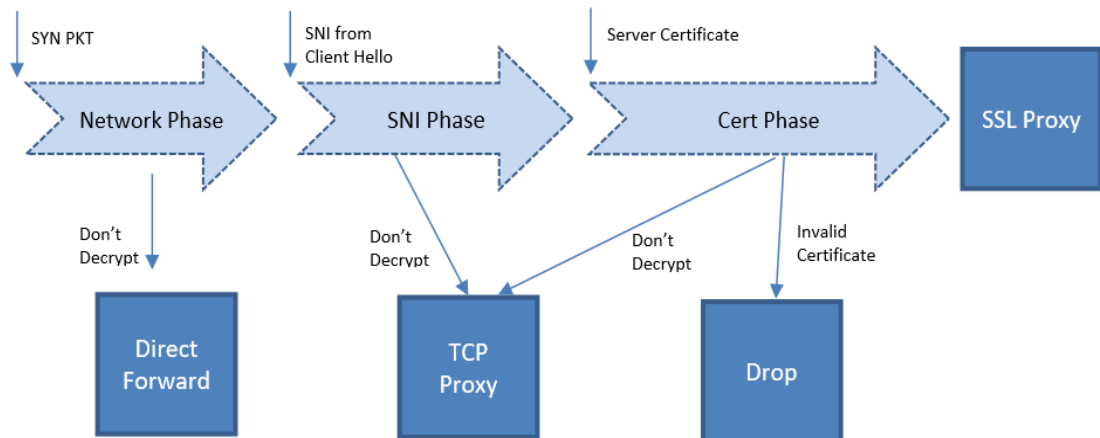 SYN PKT
SNI from
Client Hello
Server Certificate
Network Phase
SNI Phase
Cert Phase
SSL Proxy
Don't
Decrypt
Don't
Decrypt
Don't
Decrypt
Invalid
Certificate
Direct
Forward
TCP
Proxy
Drop